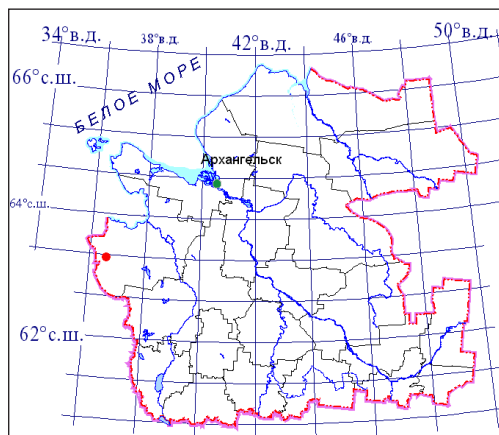 34°в.д.
38°в.д.
42°в.д.
46°в.д.
50°в.д.
66°с.ш.
БЕЛОЕ МОРЕ
Архангельск
64°с.ш.
62°с.ш.